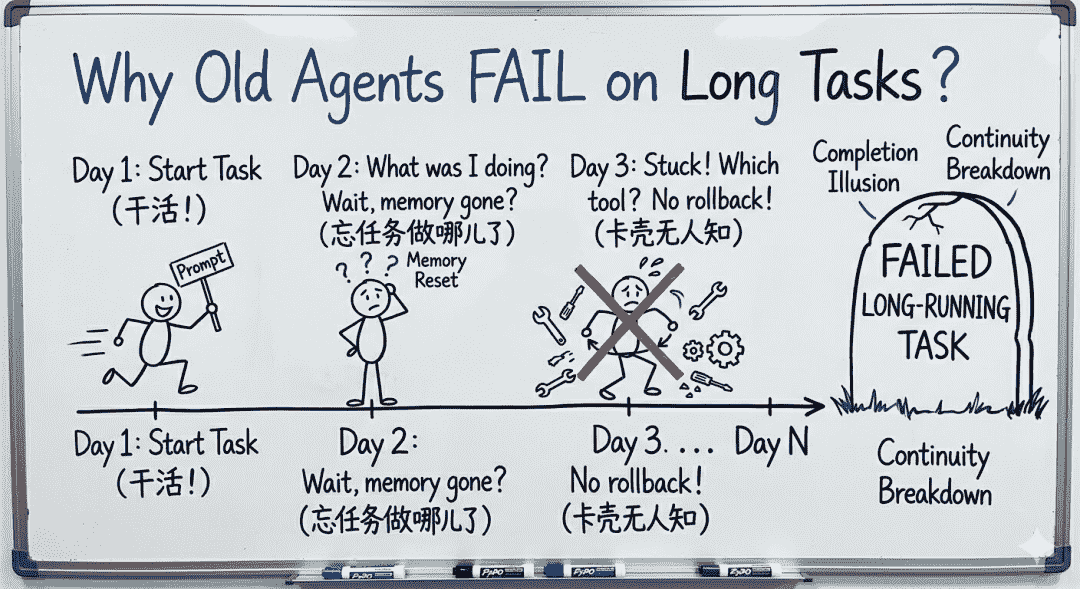 Why Old Agents FAIL on Long Tasks?
Day 1: Start Task
(干活!)
Day 2: What was I doing?
Wait, memory gone?
(忘任务做哪儿了)
Day 3: Stuck! Which
tool? No rollback!
(卡壳无人知)
Completion
Illusion
Continuity
Breakdown
Prompt
? ? ?
Memory
Reset
FAILED
LONG-RUNNING
TASK
Day 1: Start Task
(干活!)
Day 2:
Wait, memory gone?
(忘任务做哪儿了)
Day 3. ...
No rollback!
(卡壳无人知)
Day N
Continuity
Breakdown